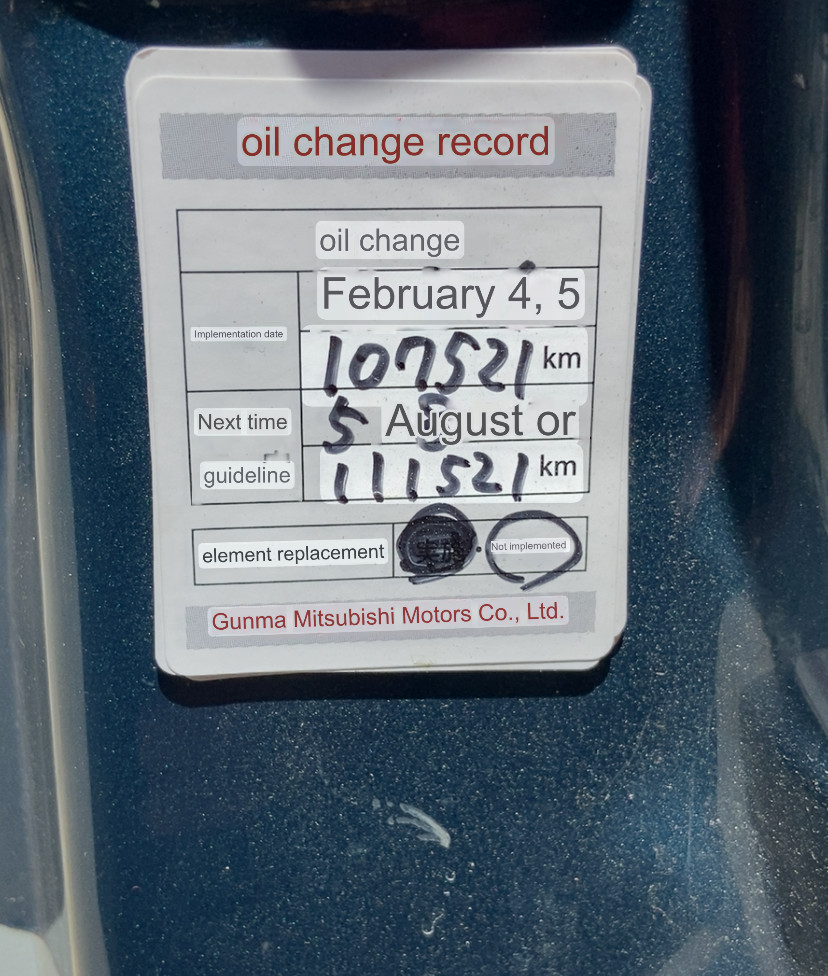 oil change record
oil change
Implementation date
February 4, 5
107521 km
Next time
5 August or
guideline
111521 km
element replacement
Not implemented
Gunma Mitsubishi Motors Co., Ltd.